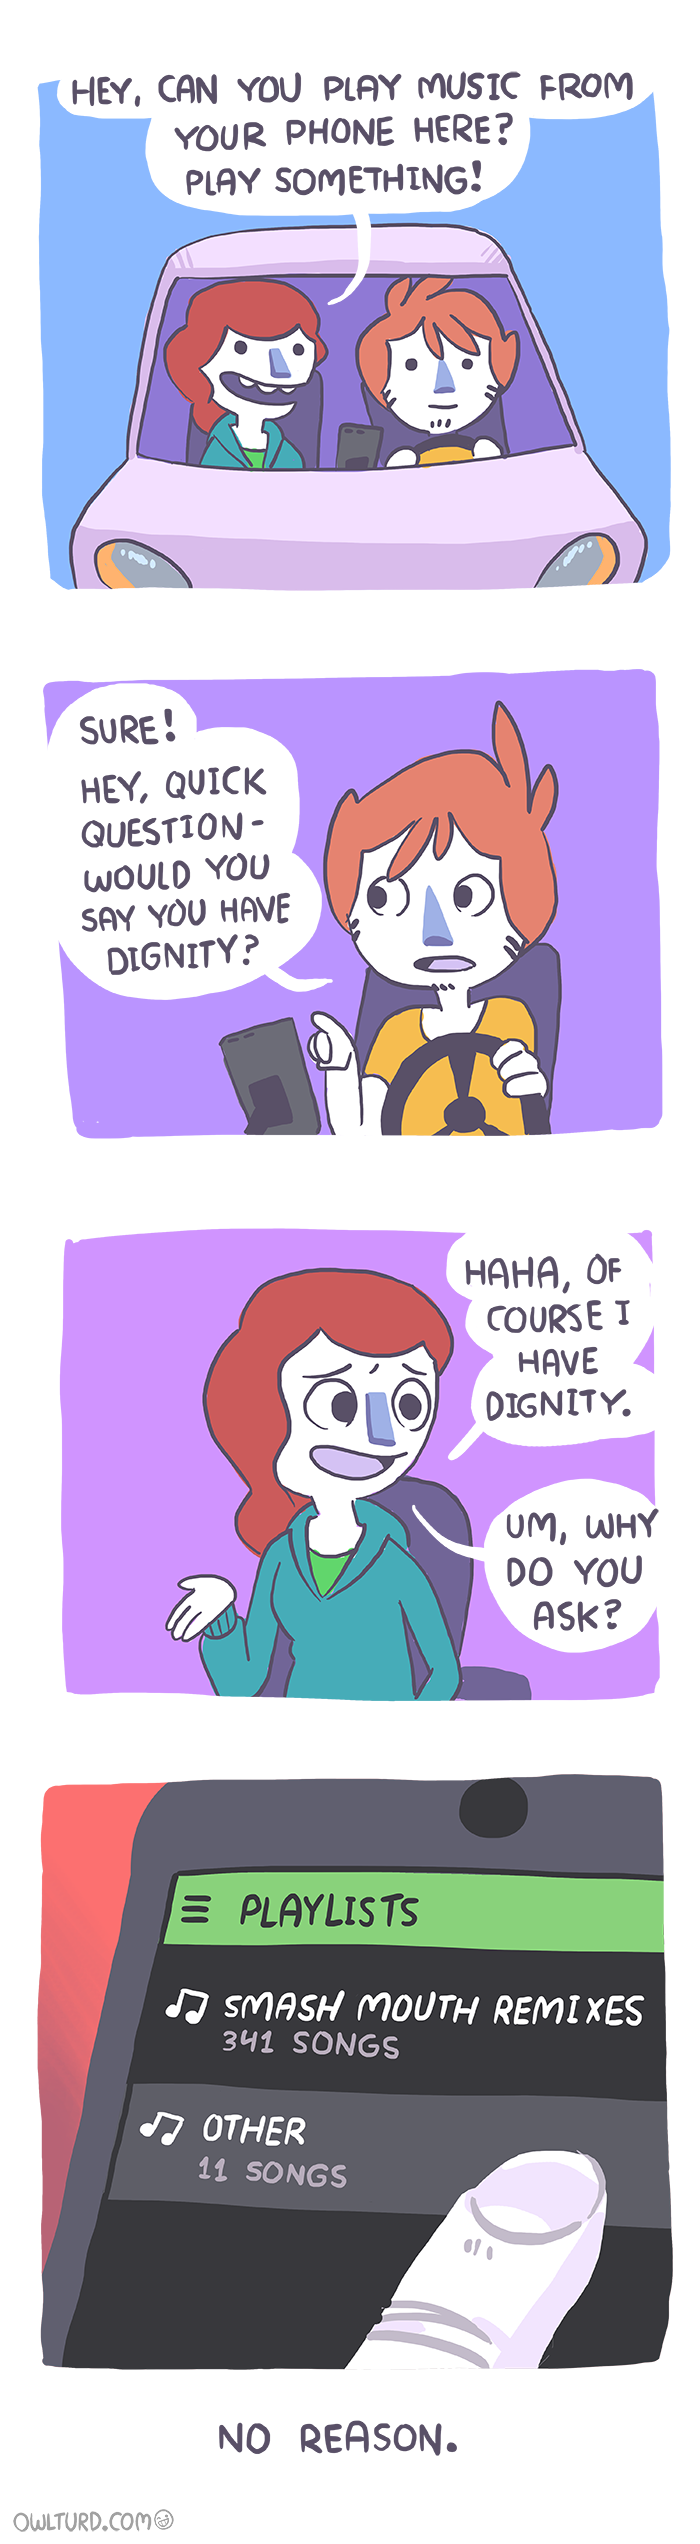 HEY, CAN YOU PLAY MUSIC FROM
YOUR PHONE HERE?
PLAY SOMETHING!
SURE!
HEY, QUICK
QUESTION-
WOULD YOU
SAY YOU HAVE
DIGNITY?
HAHA, OF
COURSE I
HAVE
DIGNITY.
UM, WHY
DO YOU
ASK?
PLAYLISTS
SMASH MOUTH REMIXES
341 SONGS
OTHER
11 SONGS
NO REASON.
OWLTURD.COM